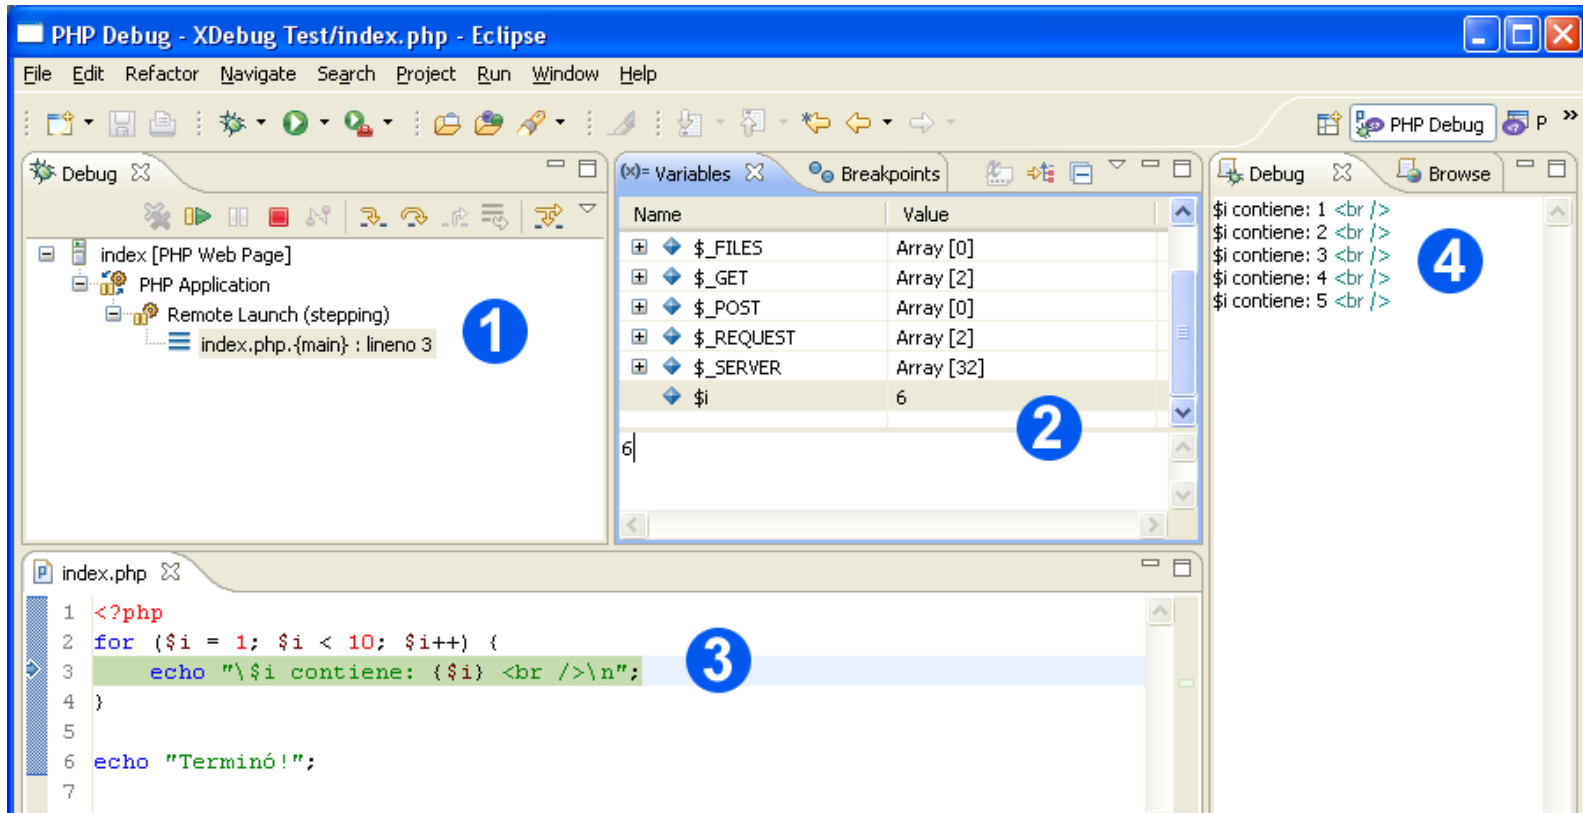 PHP Debug - XDebug Test/index.php - Eclipse
File Edit Refactor Navigate Search Project Run Window Help
PHP Debug P »
Debug
index [PHP Web Page]
PHP Application
Remote Launch (stepping)
index.php.{main} : lineno 3
1
(x)= Variables Breakpoints
Name Value
$_FILES Array [0]
$_GET Array [2]
$_POST Array [0]
$_REQUEST Array [2]
$_SERVER Array [32]
$i 6
2
6
Debug Browse
$i contiene: 1 <br />
$i contiene: 2 <br />
$i contiene: 3 <br />
$i contiene: 4 <br />
$i contiene: 5 <br />
4
index.php
1 <?php
2 for ($i = 1; $i < 10; $i++) {
3 echo "\$i contiene: {$i} <br />\n";
4 }
5
6 echo "Terminó!";
7
3